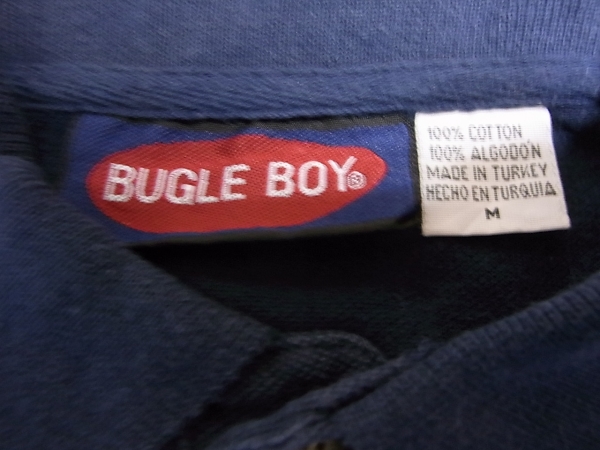 BUGLE BOY®
100% COTTON
100% ALGODÓN
MADE IN TURKEY
HECHO EN TURQUIA
M